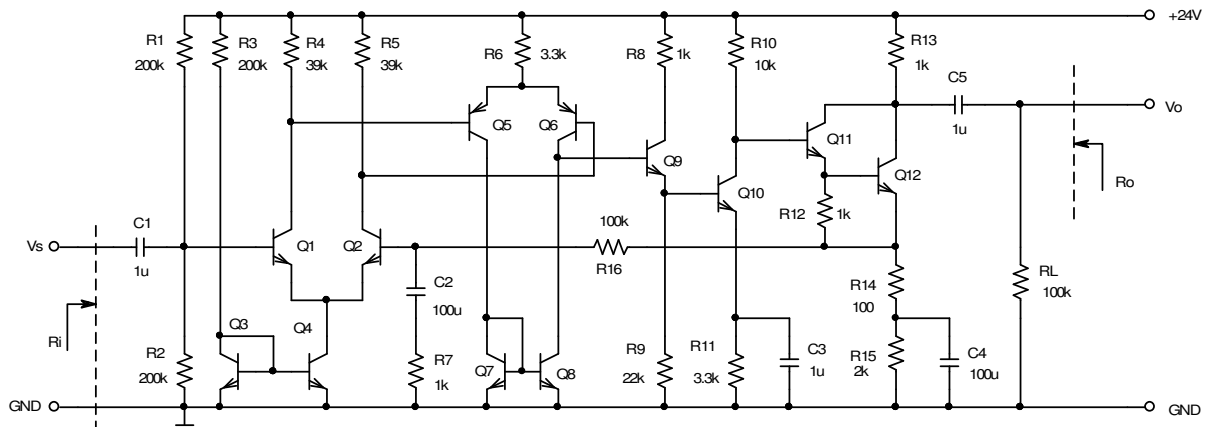 +24V
R1
200k
R3
200k
R4
39k
R5
39k
R6
3.3k
R8
1k
R10
10k
R13
1k
C5
1u
Vo
Q5
Q6
Q11
Q9
Q10
Q12
Ro
R12
1k
C1
1u
Vs
Q1
Q2
100k
R16
C2
100u
R14
100
RL
100k
Ri
Q3
Q4
R2
200k
R7
1k
Q7
Q8
R9
22k
R11
3.3k
C3
1u
R15
2k
C4
100u
GND
GND